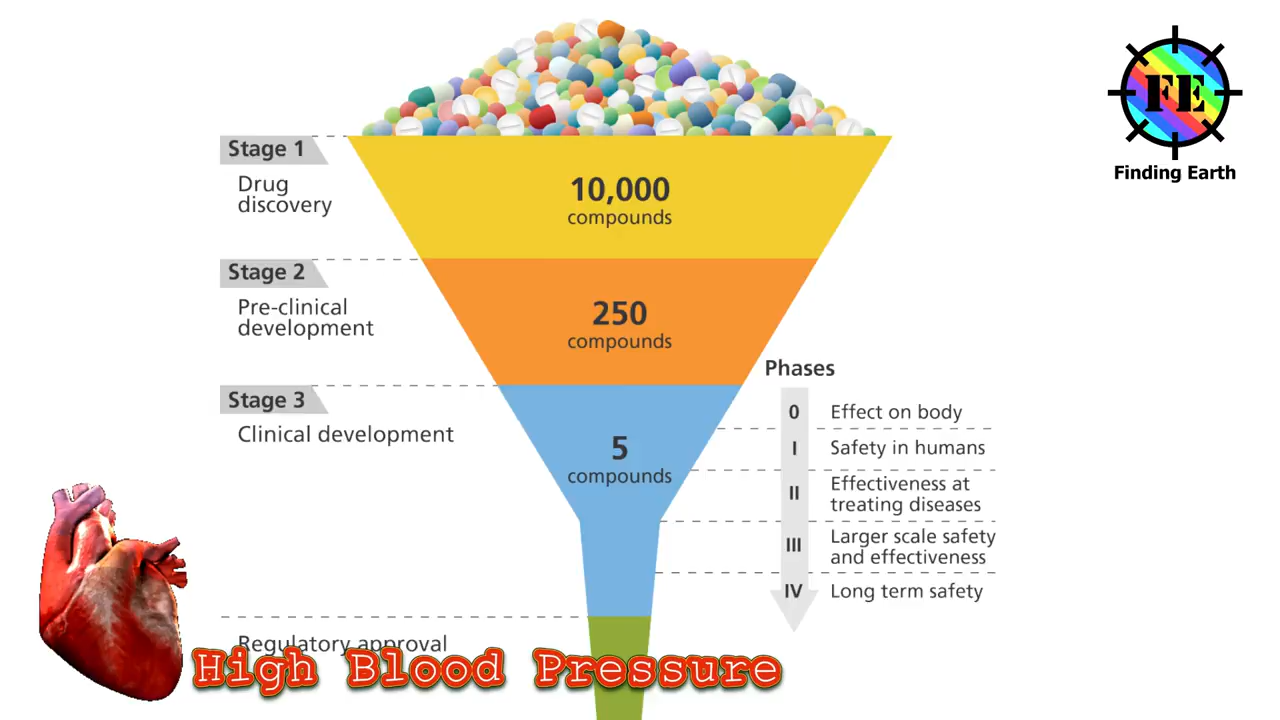 FE
Finding Earth
Stage 1
Drug
discovery
10,000
compounds
Stage 2
Pre-clinical
development
250
compounds
Stage 3
Clinical development
5
compounds
Phases
0 Effect on body
I Safety in humans
II Effectiveness at
treating diseases
III Larger scale safety
and effectiveness
IV Long term safety
Regulatory approval
High Blood Pressure